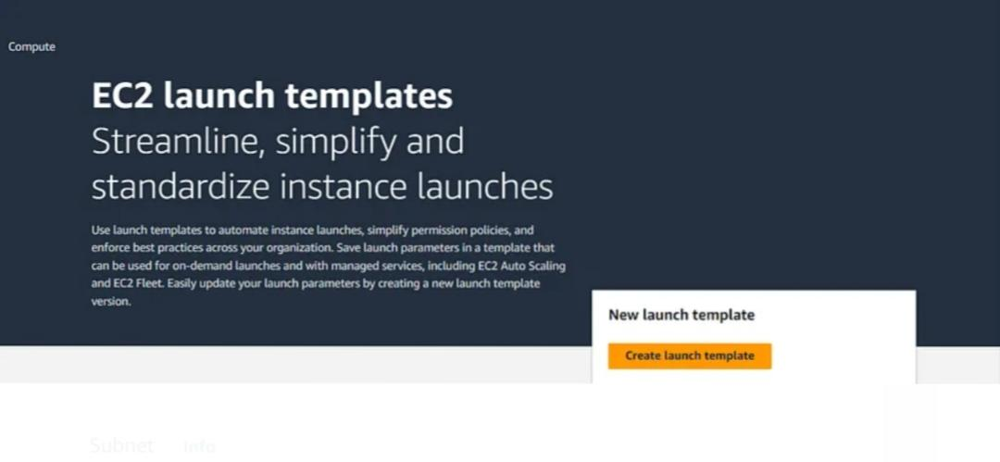 Compute
EC2 launch templates
Streamline, simplify and
standardize instance launches
Use launch templates to automate instance launches, simplify permission policies, and
enforce best practices across your organization. Save launch parameters in a template that
can be used for on-demand launches and with managed services, including EC2 Auto Scaling
and EC2 Fleet. Easily update your launch parameters by creating a new launch template
version.
New launch template
Create launch template
Subnet Info